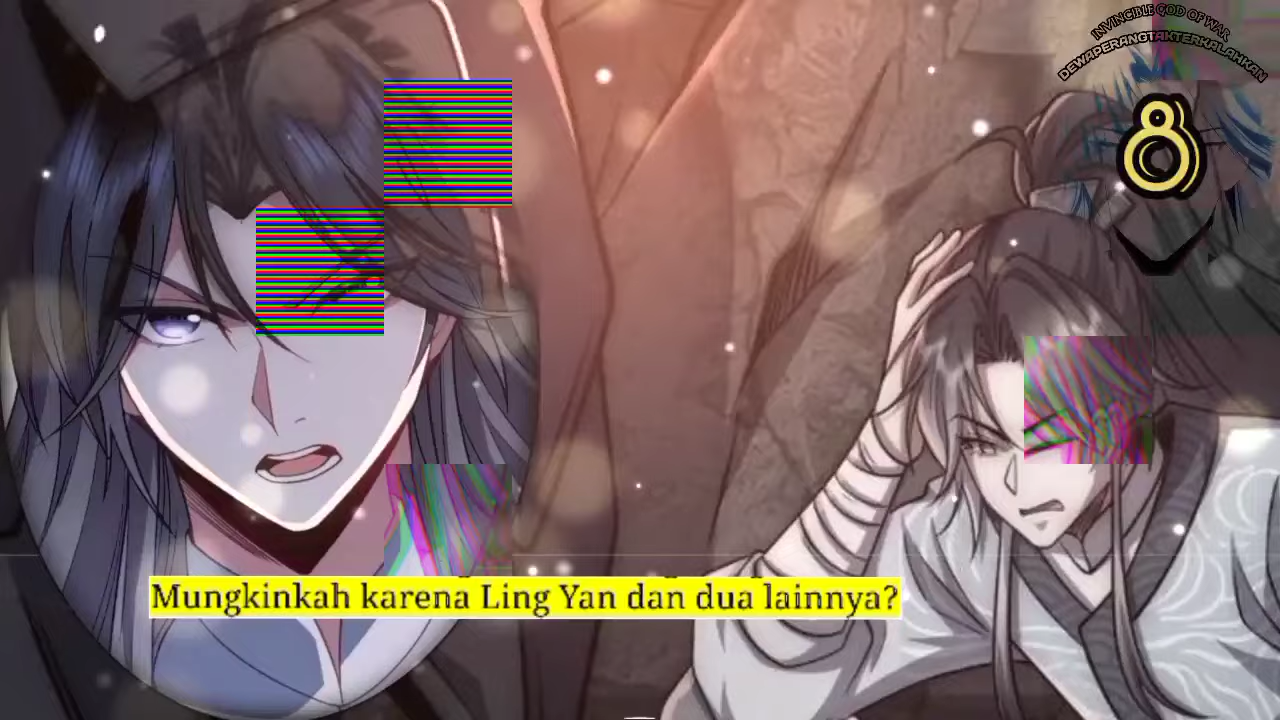 INVINCIBLE GOD OF WAR
DEWAPERANGTAKTERKALAHKAN
8
Mungkinkah karena Ling Yan dan dua lainnya?